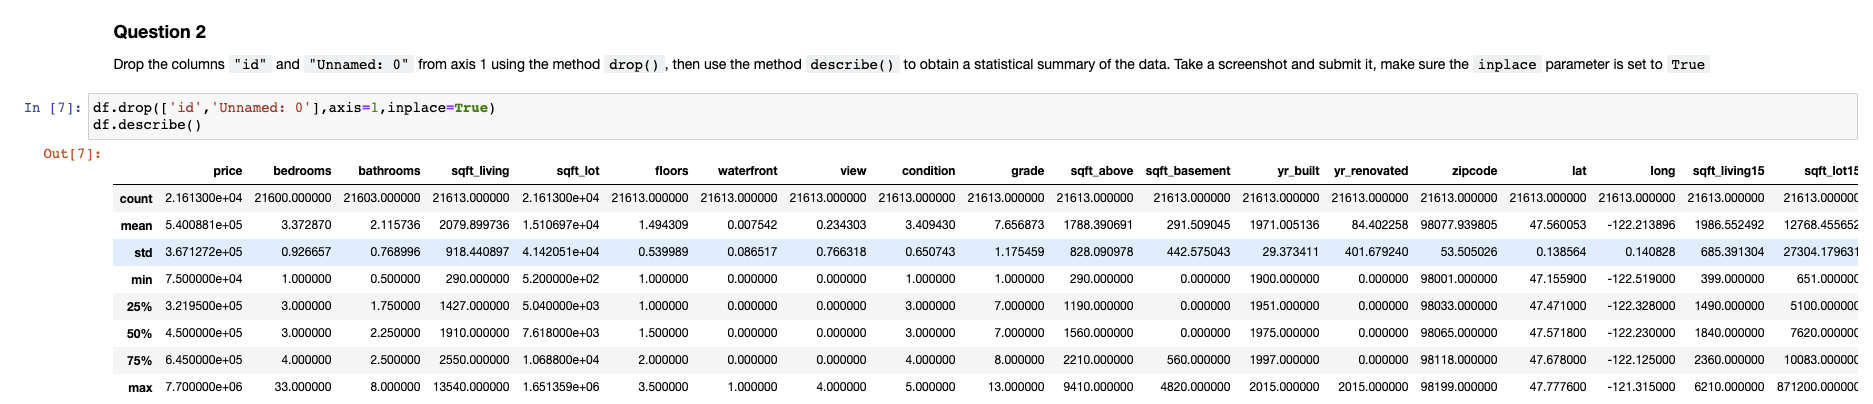 Question 2
Drop the columns "id" and "Unnamed: 0" from axis 1 using the method drop() , then use the method describe() to obtain a statistical summary of the data. Take a screenshot and submit it, make sure the inplace parameter is set to True
In [7]: df.drop(['id','Unnamed: 0'],axis=1,inplace=True)
df.describe()
Out[7]:
price bedrooms bathrooms sqft_living sqft_lot floors waterfront view condition grade sqft_above sqft_basement yr_built yr_renovated zipcode lat long sqft_living15 sqft_lot15
count 2.161300e+04 21600.000000 21603.000000 21613.000000 2.161300e+04 21613.000000 21613.000000 21613.000000 21613.000000 21613.000000 21613.000000 21613.000000 21613.000000 21613.000000 21613.000000 21613.000000 21613.000000 21613.000000 21613.000000
mean 5.400881e+05 3.372870 2.115736 2079.899736 1.510697e+04 1.494309 0.007542 0.234303 3.409430 7.656873 1788.390691 291.509045 1971.005136 84.402258 98077.939805 47.560053 -122.213896 1986.552492 12768.455652
std 3.671272e+05 0.926657 0.768996 918.440897 4.142051e+04 0.539989 0.086517 0.766318 0.650743 1.175459 828.090978 442.575043 29.373411 401.679240 53.505026 0.138564 0.140828 685.391304 27304.179631
min 7.500000e+04 1.000000 0.500000 290.000000 5.200000e+02 1.000000 0.000000 0.000000 1.000000 1.000000 290.000000 0.000000 1900.000000 0.000000 98001.000000 47.155900 -122.519000 399.000000 651.000000
25% 3.219500e+05 3.000000 1.750000 1427.000000 5.040000e+03 1.000000 0.000000 0.000000 3.000000 7.000000 1190.000000 0.000000 1951.000000 0.000000 98033.000000 47.471000 -122.328000 1490.000000 5100.000000
50% 4.500000e+05 3.000000 2.250000 1910.000000 7.618000e+03 1.500000 0.000000 0.000000 3.000000 7.000000 1560.000000 0.000000 1975.000000 0.000000 98065.000000 47.571800 -122.230000 1840.000000 7620.000000
75% 6.450000e+05 4.000000 2.500000 2550.000000 1.068800e+04 2.000000 0.000000 0.000000 4.000000 8.000000 2210.000000 560.000000 1997.000000 0.000000 98118.000000 47.678000 -122.125000 2360.000000 10083.000000
max 7.700000e+06 33.000000 8.000000 13540.000000 1.651359e+06 3.500000 1.000000 4.000000 5.000000 13.000000 9410.000000 4820.000000 2015.000000 2015.000000 98199.000000 47.777600 -121.315000 6210.000000 871200.000000